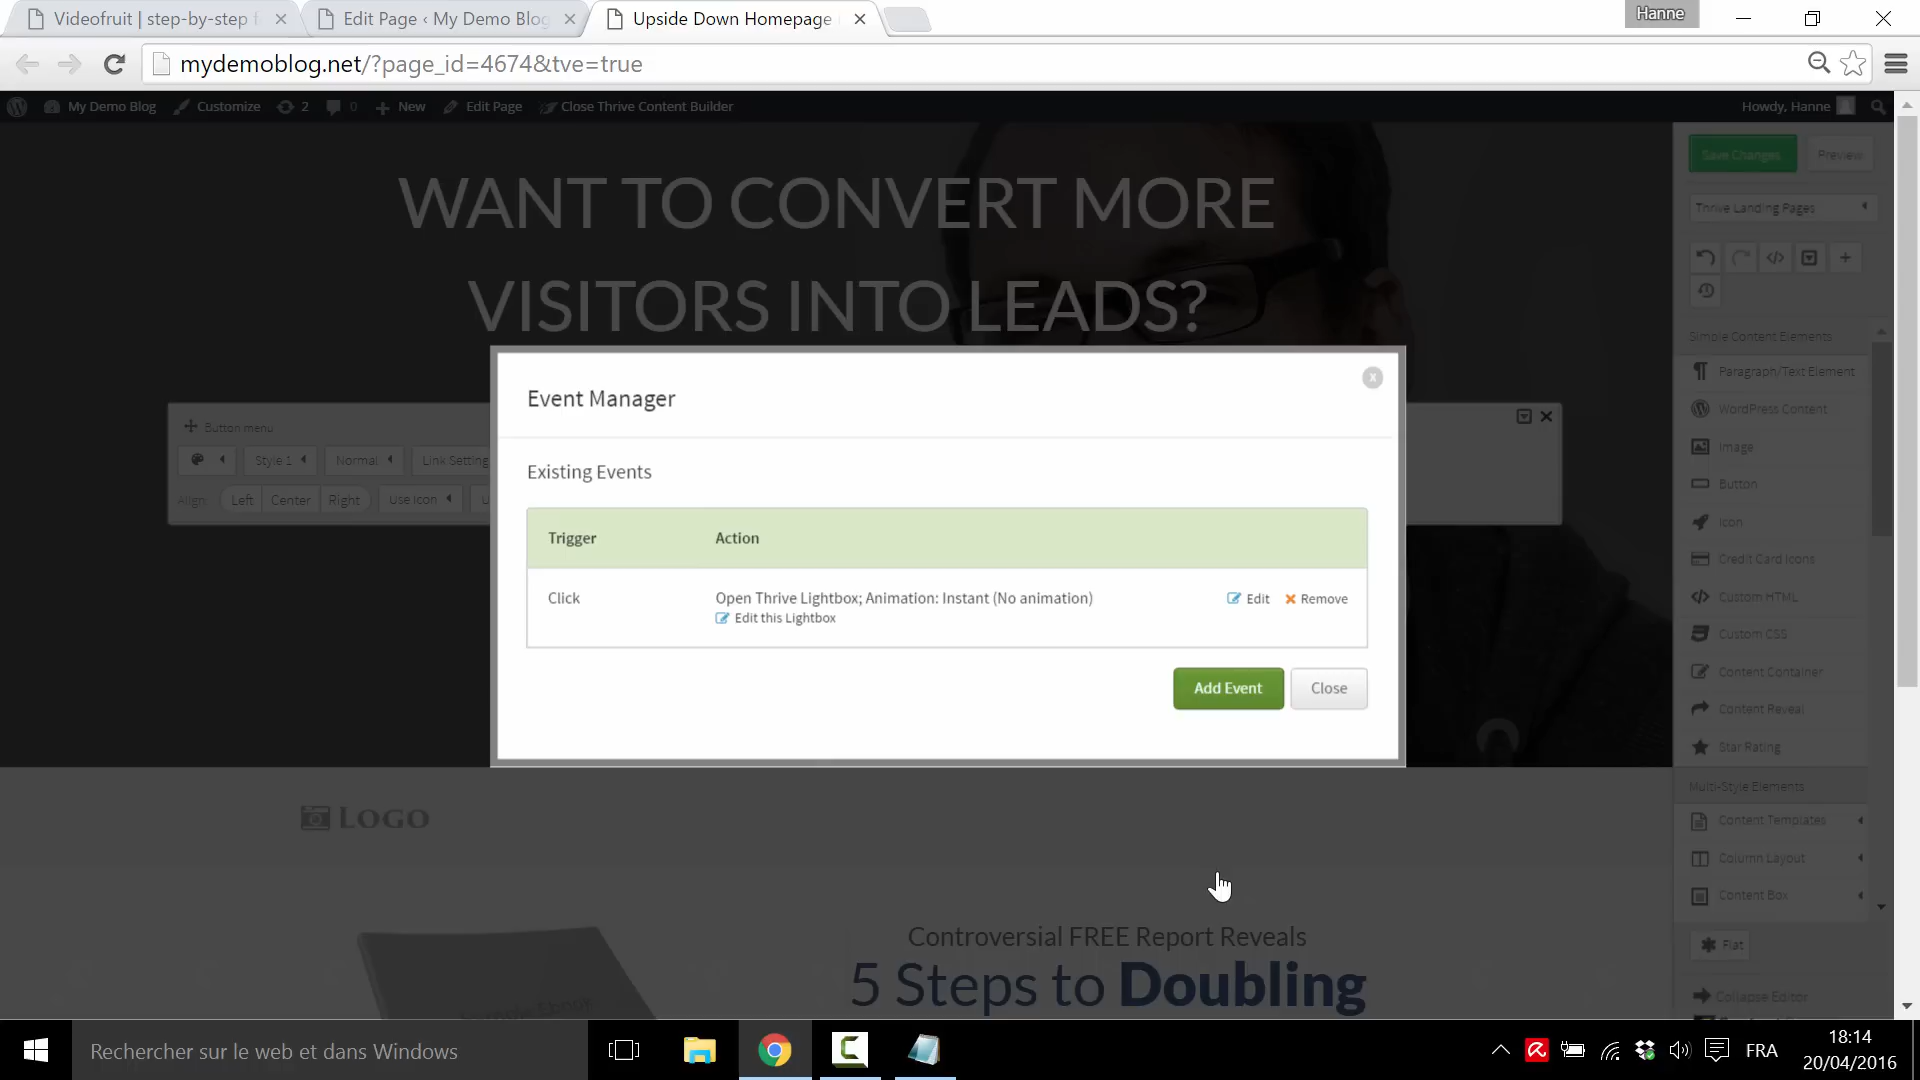 Videofruit | step-by-step f
Edit Page ‹ My Demo Blog
Upside Down Homepage
Hanne
mydemoblog.net/?page_id=4674&tve=true
My Demo Blog
Customize
2
0
New
Edit Page
Close Thrive Content Builder
Howdy, Hanne
WANT TO CONVERT MORE
VISITORS INTO LEADS?
Save Changes
Preview
Thrive Landing Pages
Simple Content Elements
Paragraph/Text Element
WordPress Content
Image
Button
Icon
Credit Card Icons
Custom HTML
Custom CSS
Content Container
Content Reveal
Star Rating
Multi-Style Elements
Content Templates
Column Layout
Content Box
Flat
Collapse Editor
Button menu
Style 1
Normal
Link Setting
Align:
Left
Center
Right
Use Icon
Event Manager
x
Existing Events
Trigger
Action
Click
Open Thrive Lightbox; Animation: Instant (No animation)
Edit
Remove
Edit this Lightbox
Add Event
Close
LOGO
Controversial FREE Report Reveals
5 Steps to Doubling
Rechercher sur le web et dans Windows
FRA
18:14
20/04/2016